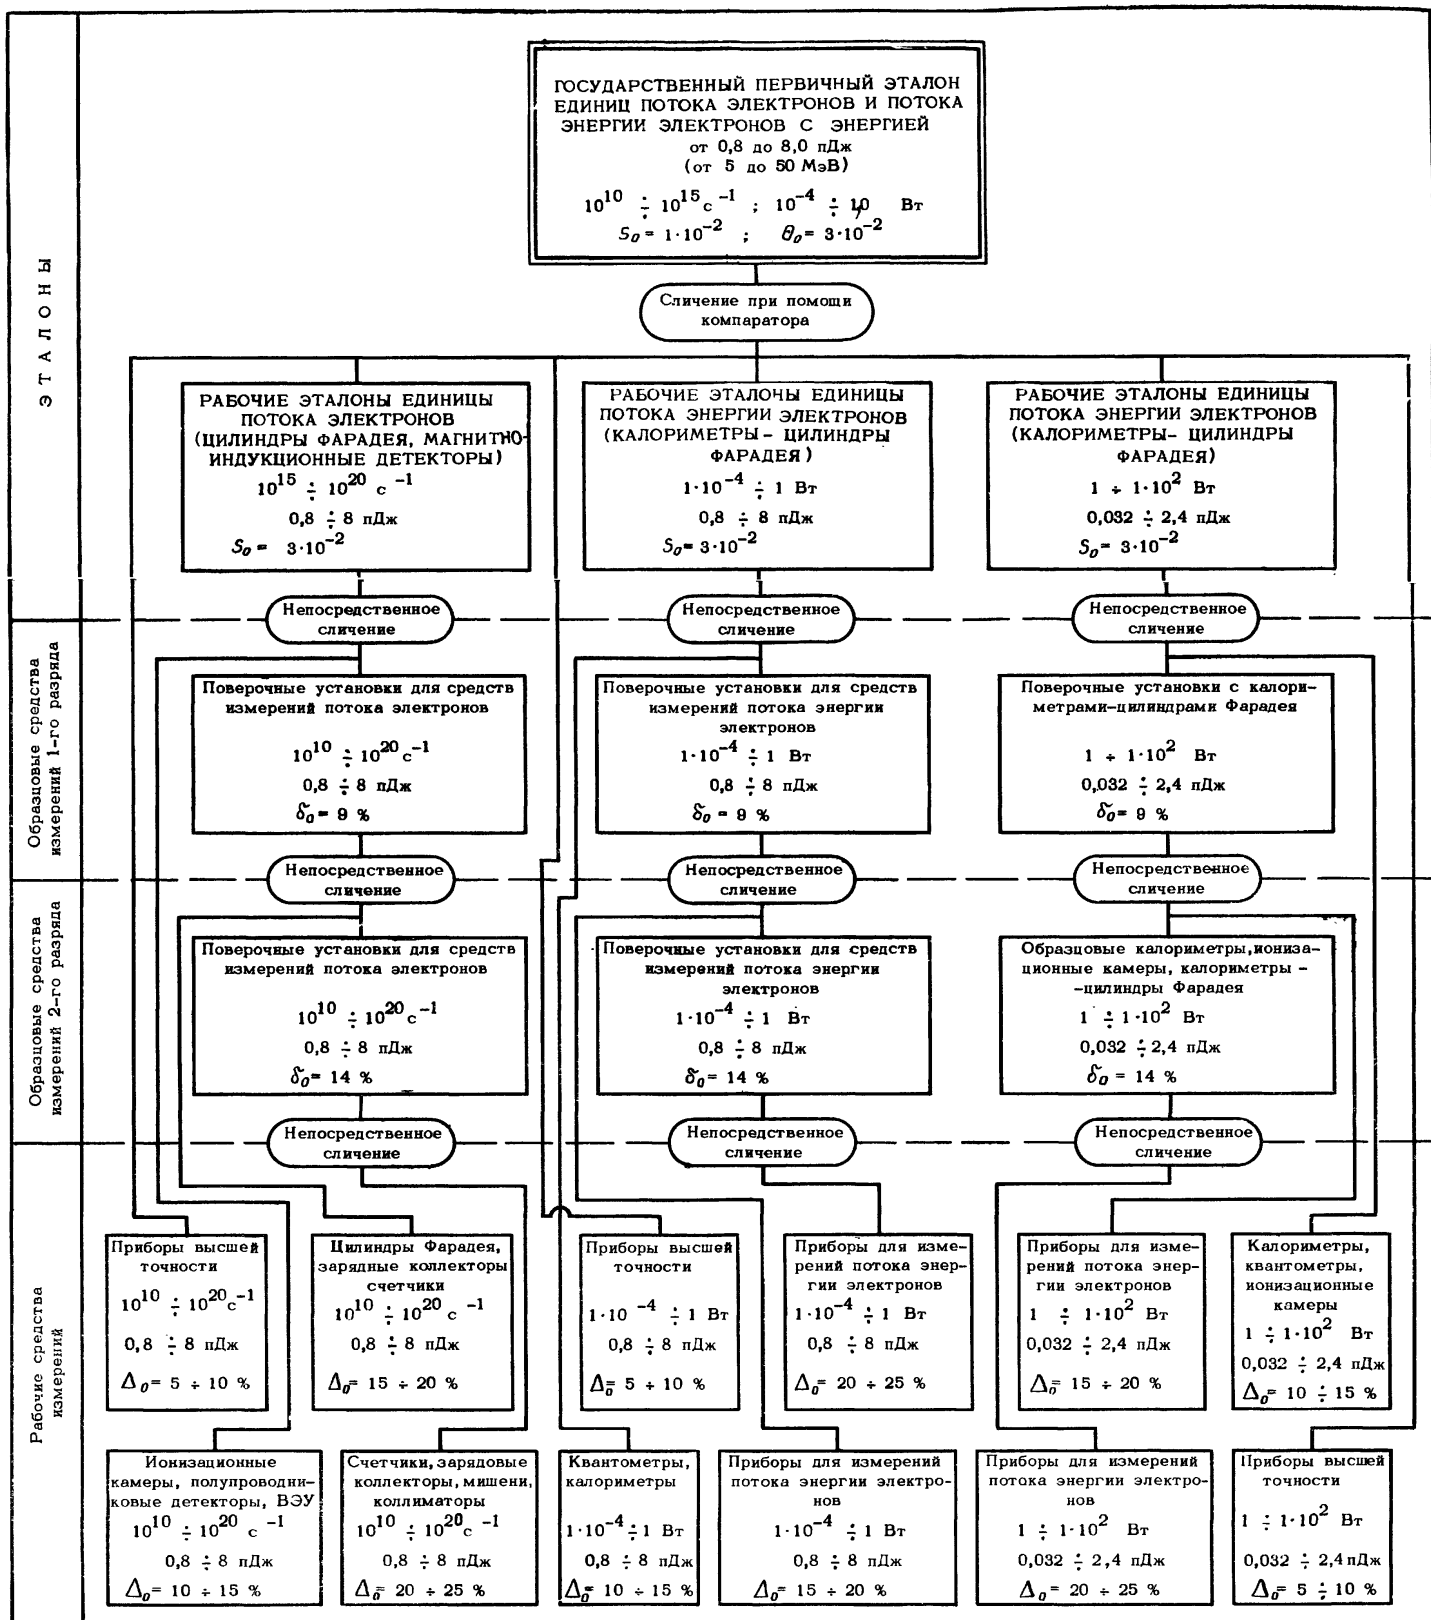 ЭТАЛОНЫ
ГОСУДАРСТВЕННЫЙ ПЕРВИЧНЫЙ ЭТАЛОН
ЕДИНИЦ ПОТОКА ЭЛЕКТРОНОВ И ПОТОКА
ЭНЕРГИИ ЭЛЕКТРОНОВ С ЭНЕРГИЕЙ
от 0,8 до 8,0 пДж
(от 5 до 50 МэВ)
10¹⁰ ÷ 10¹⁵ с⁻¹ ; 10⁻⁴ ÷ 1,0 Вт
S₀ = 1·10⁻² ; θ₀ = 3·10⁻²
Сличение при помощи
компаратора
РАБОЧИЕ ЭТАЛОНЫ ЕДИНИЦЫ
ПОТОКА ЭЛЕКТРОНОВ
(ЦИЛИНДРЫ ФАРАДЕЯ, МАГНИТНО-
ИНДУКЦИОННЫЕ ДЕТЕКТОРЫ)
10¹⁵ ÷ 10²⁰ с⁻¹
0,8 ÷ 8 пДж
S₀ = 3·10⁻²
РАБОЧИЕ ЭТАЛОНЫ ЕДИНИЦЫ
ПОТОКА ЭНЕРГИИ ЭЛЕКТРОНОВ
(КАЛОРИМЕТРЫ- ЦИЛИНДРЫ
ФАРАДЕЯ)
1·10⁻⁴ ÷ 1 Вт
0,8 ÷ 8 пДж
S₀ = 3·10⁻²
РАБОЧИЕ ЭТАЛОНЫ ЕДИНИЦЫ
ПОТОКА ЭНЕРГИИ ЭЛЕКТРОНОВ
(КАЛОРИМЕТРЫ- ЦИЛИНДРЫ
ФАРАДЕЯ)
1 ÷ 1·10² Вт
0,032 ÷ 2,4 пДж
S₀ = 3·10⁻²
Непосредственное
сличение
Непосредственное
сличение
Непосредственное
сличение
Образцовые средства
измерений 1-го разряда
Поверочные установки для средств
измерений потока электронов
10¹⁰ ÷ 10²⁰ с⁻¹
0,8 ÷ 8 пДж
δ₀ = 9 %
Поверочные установки для средств
измерений потока энергии
электронов
1·10⁻⁴ ÷ 1 Вт
0,8 ÷ 8 пДж
δ₀ = 9 %
Поверочные установки с калори-
метрами-цилиндрами Фарадея
1 ÷ 1·10² Вт
0,032 ÷ 2,4 пДж
δ₀ = 9 %
Непосредственное
сличение
Непосредственное
сличение
Непосредственное
сличение
Образцовые средства
измерений 2-го разряда
Поверочные установки для средств
измерений потока электронов
10¹⁰ ÷ 10²⁰ с⁻¹
0,8 ÷ 8 пДж
δ₀ = 14 %
Поверочные установки для средств
измерений потока энергии
электронов
1·10⁻⁴ ÷ 1 Вт
0,8 ÷ 8 пДж
δ₀ = 14 %
Образцовые калориметры,иониза-
ционные камеры, калориметры -
-цилиндры Фарадея
1 ÷ 1·10² Вт
0,032 ÷ 2,4 пДж
δ₀ = 14 %
Непосредственное
сличение
Непосредственное
сличение
Непосредственное
сличение
Рабочие средства
измерений
Приборы высшей
точности
10¹⁰ ÷ 10²⁰ с⁻¹
0,8 ÷ 8 пДж
Δ₀ = 5 ÷ 10 %
Цилиндры Фарадея,
зарядные коллекторы
счетчики
10¹⁰ ÷ 10²⁰ с⁻¹
0,8 ÷ 8 пДж
Δ₀ = 15 ÷ 20 %
Приборы высшей
точности
1·10⁻⁴ ÷ 1 Вт
0,8 ÷ 8 пДж
Δ₀ = 5 ÷ 10 %
Приборы для изме-
рений потока энер-
гии электронов
1·10⁻⁴ ÷ 1 Вт
0,8 ÷ 8 пДж
Δ₀ = 20 ÷ 25 %
Приборы для изме-
рений потока энер-
гии электронов
1 ÷ 1·10² Вт
0,032 ÷ 2,4 пДж
Δ₀ = 15 ÷ 20 %
Калориметры,
квантометры,
ионизационные
камеры
1 ÷ 1·10² Вт
0,032 ÷ 2,4 пДж
Δ₀ = 10 ÷ 15 %
Ионизационные
камеры, полупроводни-
ковые детекторы, ВЭУ
10¹⁰ ÷ 10²⁰ с⁻¹
0,8 ÷ 8 пДж
Δ₀ = 10 ÷ 15 %
Счетчики, зарядовые
коллекторы, мишени,
коллиматоры
10¹⁰ ÷ 10²⁰ с⁻¹
0,8 ÷ 8 пДж
Δ₀ = 20 ÷ 25 %
Квантометры,
калориметры
1·10⁻⁴ ÷ 1 Вт
0,8 ÷ 8 пДж
Δ₀ = 10 ÷ 15 %
Приборы для измерений
потока энергии электро-
нов
1·10⁻⁴ ÷ 1 Вт
0,8 ÷ 8 пДж
Δ₀ = 15 ÷ 20 %
Приборы для измерений
потока энергии электро-
нов
1 ÷ 1·10² Вт
0,032 ÷ 2,4 пДж
Δ₀ = 20 ÷ 25 %
Приборы высшей
точности
1 ÷ 1·10² Вт
0,032 ÷ 2,4 пДж
Δ₀ = 5 ÷ 10 %